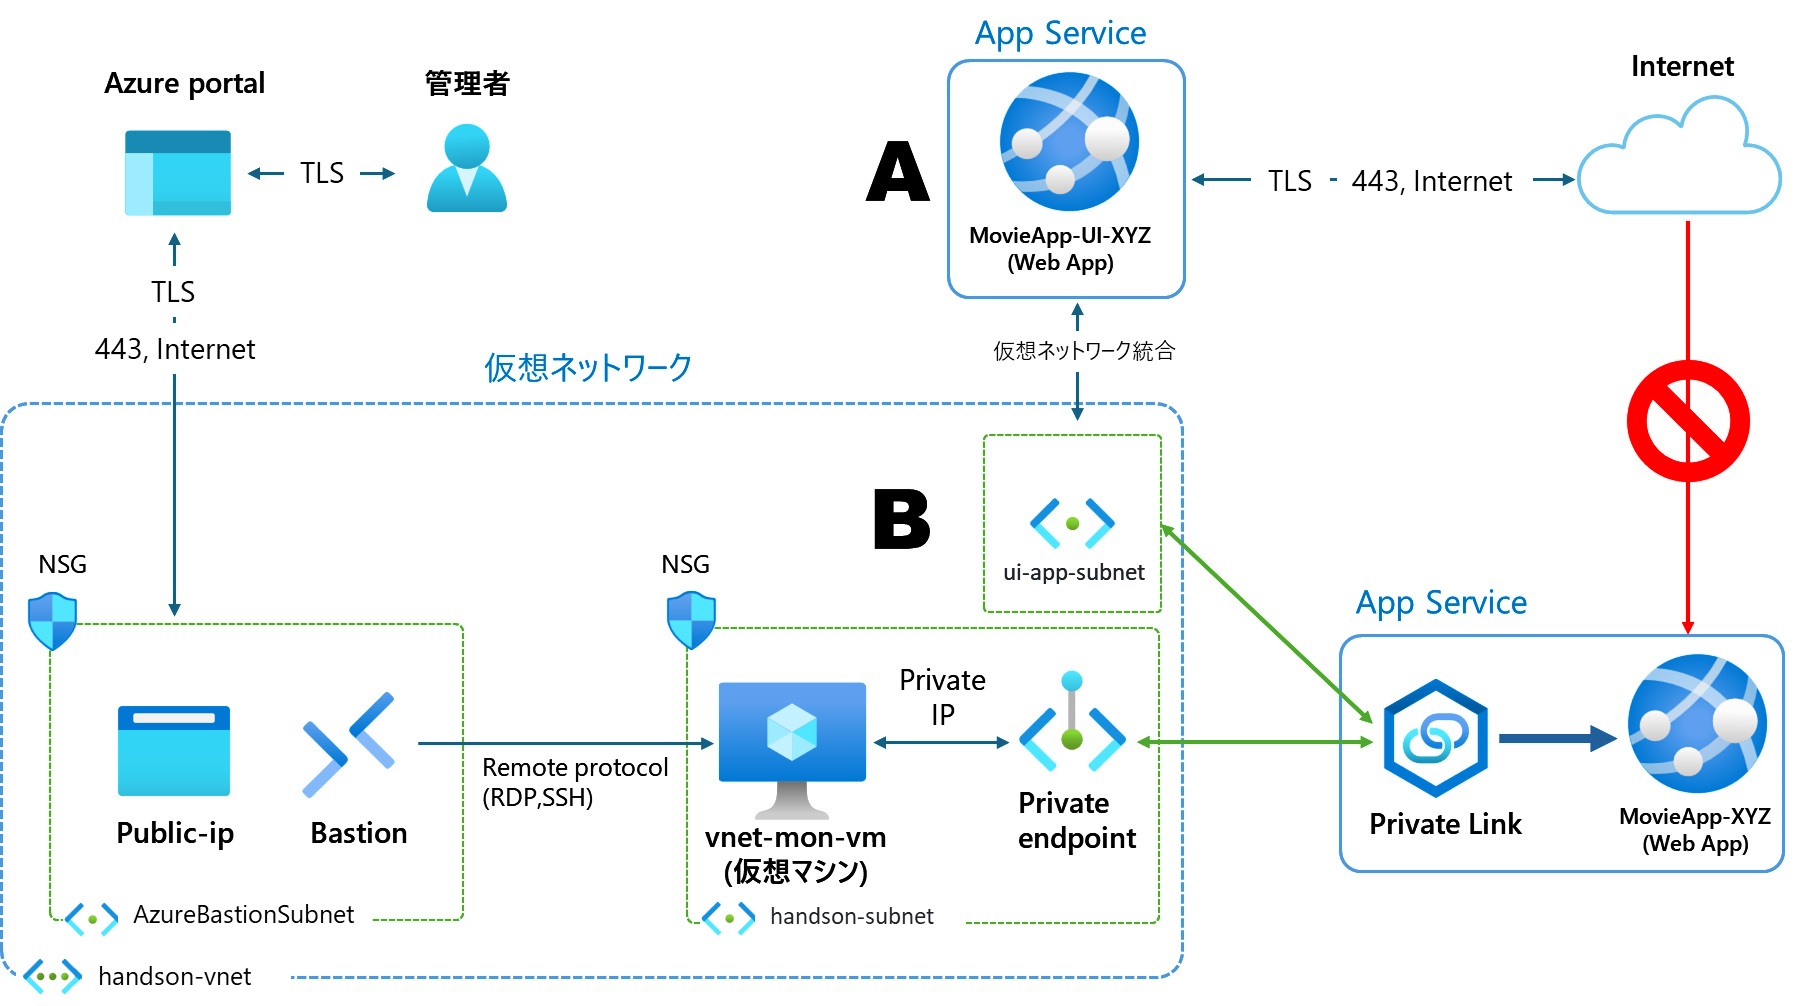 App Service
Azure portal
管理者
Internet
TLS
A
TLS - 443, Internet
MovieApp-UI-XYZ
(Web App)
TLS
443, Internet
仮想ネットワーク統合
仮想ネットワーク
B
NSG
NSG
ui-app-subnet
App Service
Private
IP
Remote protocol
(RDP,SSH)
Public-ip
Bastion
vnet-mon-vm
(仮想マシン)
Private
endpoint
Private Link
MovieApp-XYZ
(Web App)
AzureBastionSubnet
handson-subnet
handson-vnet